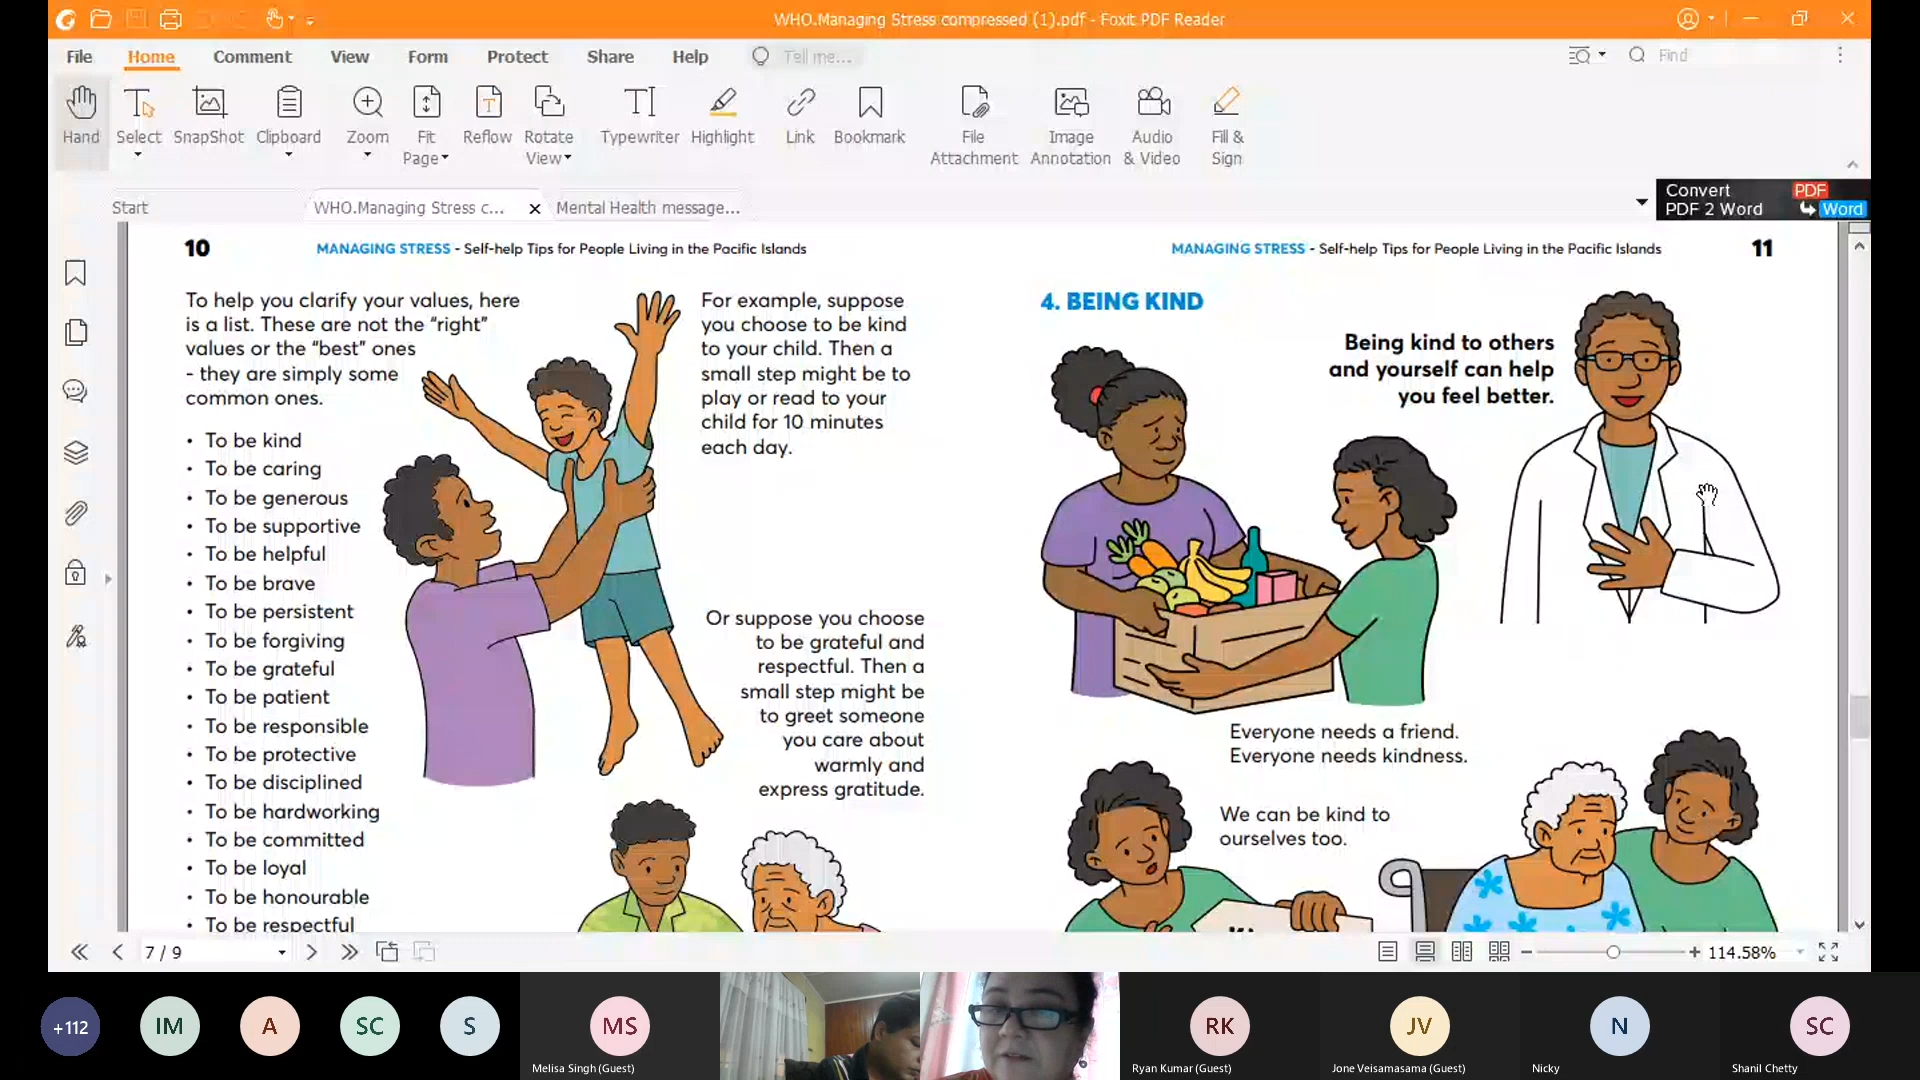 WHO.Managing Stress compressed (1).pdf - Foxit PDF Reader
File Home Comment View Form Protect Share Help Tell me... Find
Hand Select SnapShot Clipboard Zoom Fit Page Reflow Rotate View Typewriter Highlight Link Bookmark File Attachment Image Annotation Audio & Video Fill & Sign
Start WHO.Managing Stress c... Mental Health message...
Convert PDF
PDF 2 Word Word
10 MANAGING STRESS - Self-help Tips for People Living in the Pacific Islands
To help you clarify your values, here
is a list. These are not the "right"
values or the "best" ones
- they are simply some
common ones.
• To be kind
• To be caring
• To be generous
• To be supportive
• To be helpful
• To be brave
• To be persistent
• To be forgiving
• To be grateful
• To be patient
• To be responsible
• To be protective
• To be disciplined
• To be hardworking
• To be committed
• To be loyal
• To be honourable
• To be respectful
For example, suppose
you choose to be kind
to your child. Then a
small step might be to
play or read to your
child for 10 minutes
each day.
Or suppose you choose
to be grateful and
respectful. Then a
small step might be
to greet someone
you care about
warmly and
express gratitude.
MANAGING STRESS - Self-help Tips for People Living in the Pacific Islands 11
4. BEING KIND
Being kind to others
and yourself can help
you feel better.
Everyone needs a friend.
Everyone needs kindness.
We can be kind to
ourselves too.
7 / 9 114.58%
+112 IM A SC S MS RK JV N SC
Melisa Singh (Guest) Ryan Kumar (Guest) Jone Veisamasama (Guest) Nicky Shanil Chetty